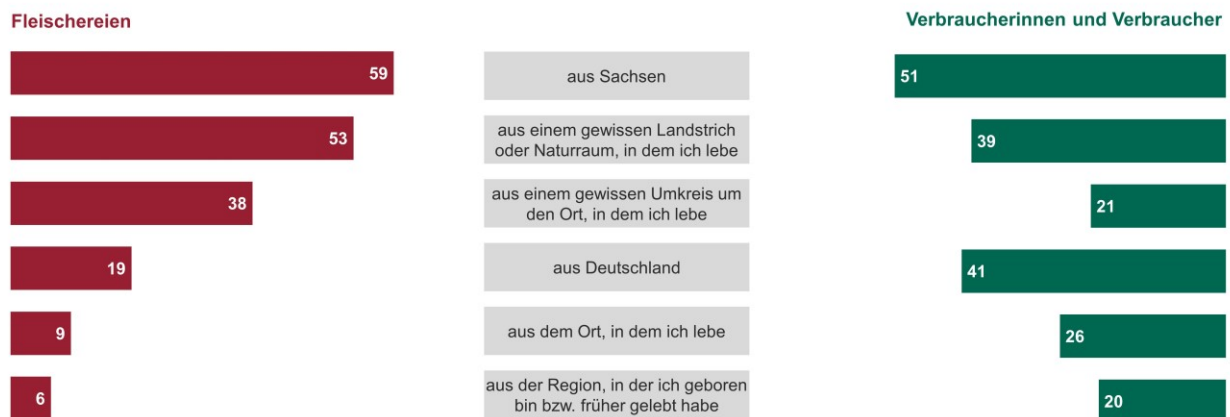 Fleischereien
Verbraucherinnen und Verbraucher
59
aus Sachsen
51
53
aus einem gewissen Landstrich
oder Naturraum, in dem ich lebe
39
38
aus einem gewissen Umkreis um
den Ort, in dem ich lebe
21
19
aus Deutschland
41
9
aus dem Ort, in dem ich lebe
26
6
aus der Region, in der ich geboren
bin bzw. früher gelebt habe
20